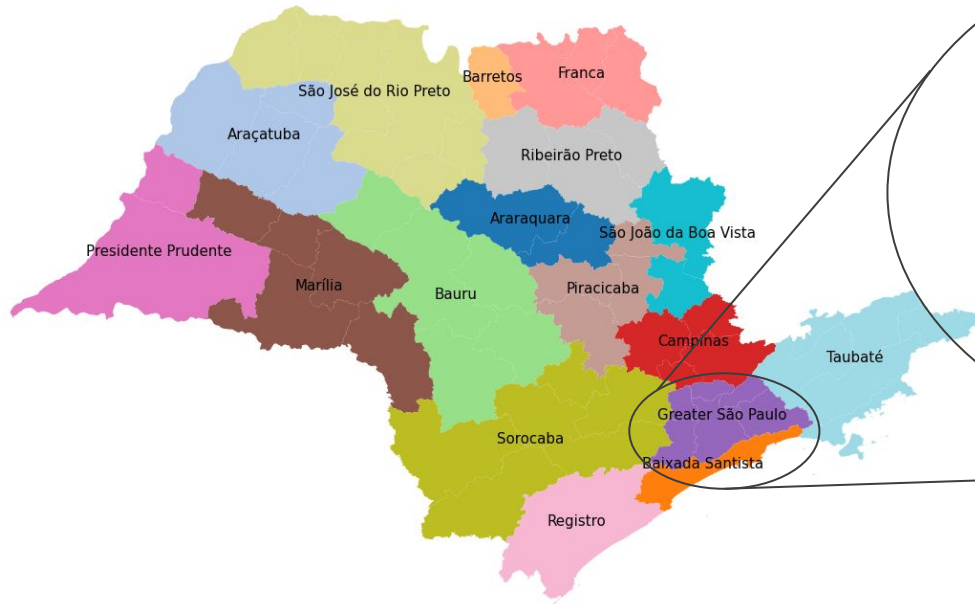 Franca
Barretos
São José do Rio Preto
Araçatuba
Ribeirão Preto
Araraquara
São João da Boa Vista
Presidente Prudente
Marília
Piracicaba
Bauru
Campinas
Taubaté
Greater São Paulo
Sorocaba
Baixada Santista
Registro